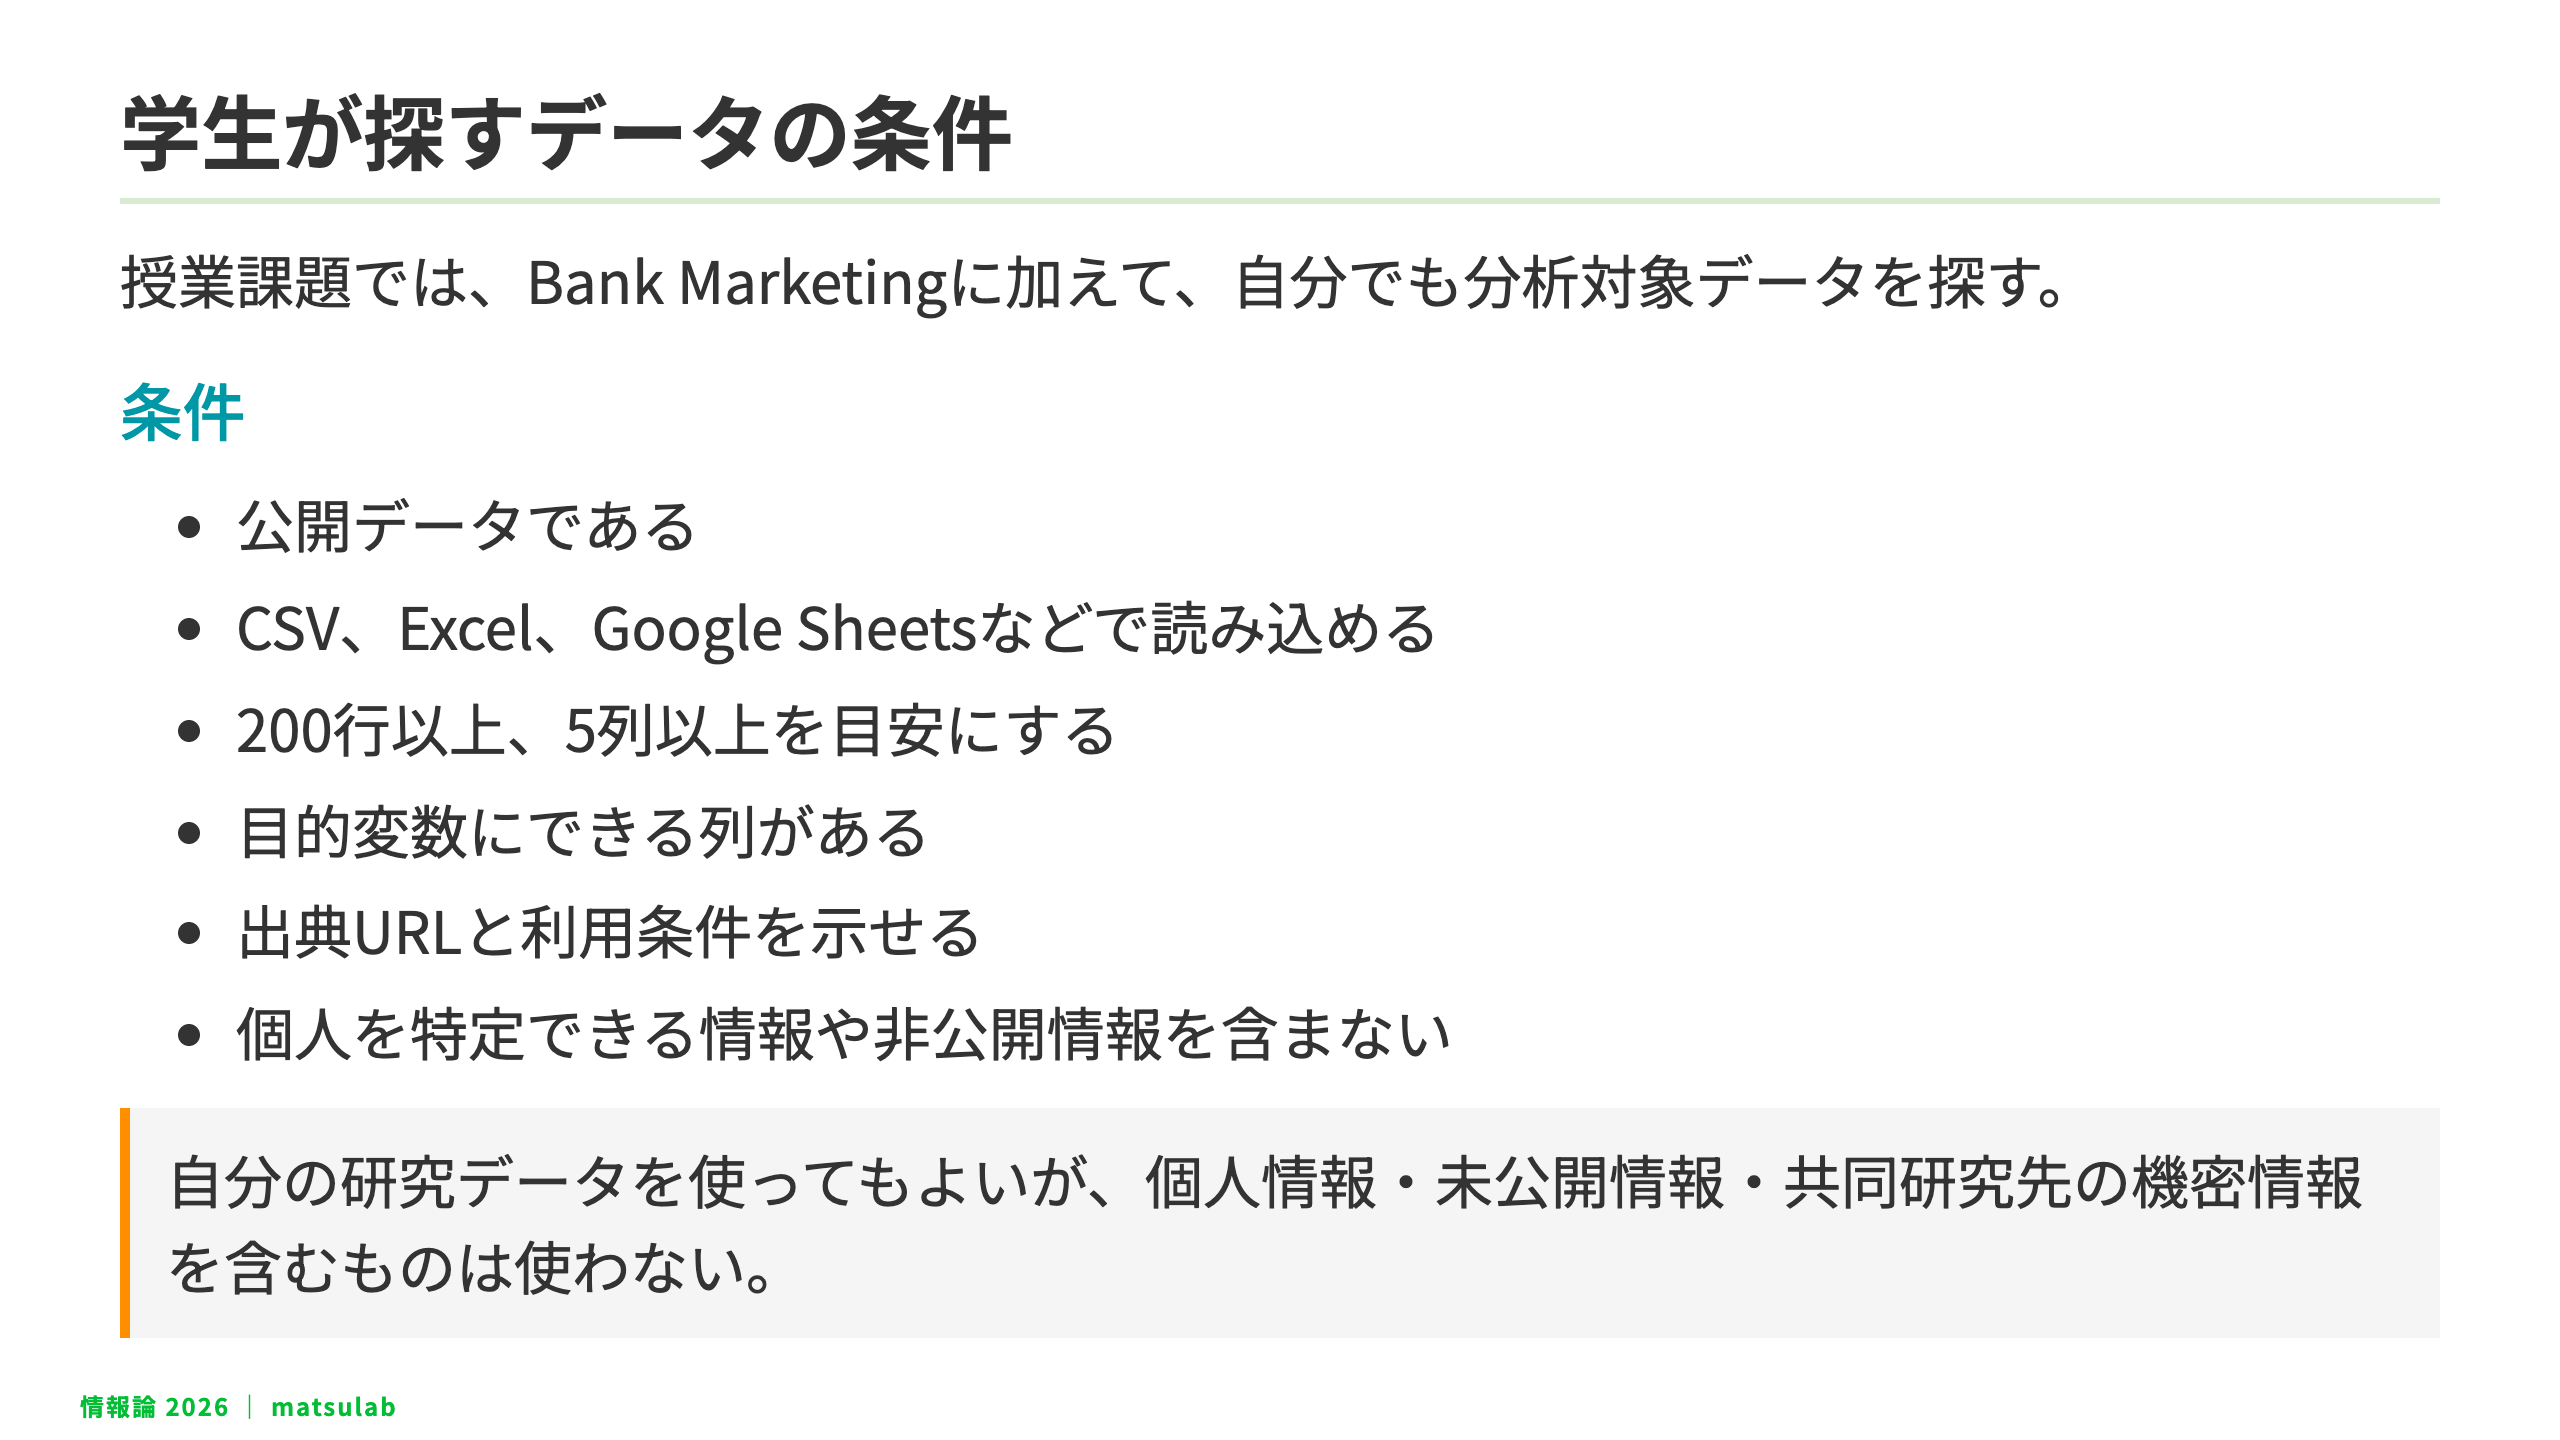 学生が探すデータの条件
授業課題では、Bank Marketingに加えて、自分でも分析対象データを探す。
条件
• 公開データである
• CSV、Excel、Google Sheetsなどで読み込める
• 200行以上、5列以上を目安にする
• 目的変数にできる列がある
• 出典URLと利用条件を示せる
• 個人を特定できる情報や非公開情報を含まない
自分の研究データを使ってもよいが、個人情報・未公開情報・共同研究先の機密情報
を含むものは使わない。
情報論 2026 ｜ matsulab